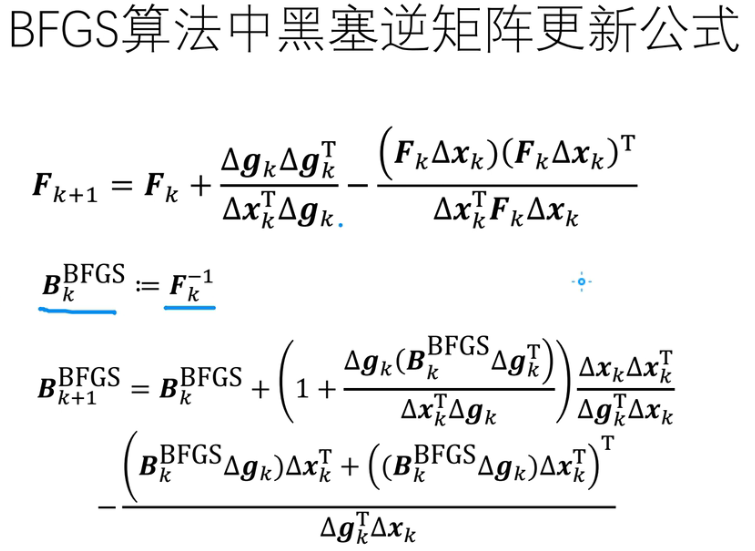 BFGS算法中黑塞逆矩阵更新公式
$\boldsymbol{F}_{k+1} = \boldsymbol{F}_k + \frac{\Delta \boldsymbol{g}_k \Delta \boldsymbol{g}_k^{\mathrm{T}}}{\Delta \boldsymbol{x}_k^{\mathrm{T}} \Delta \boldsymbol{g}_k} - \frac{(\boldsymbol{F}_k \Delta \boldsymbol{x}_k)(\boldsymbol{F}_k \Delta \boldsymbol{x}_k)^{\mathrm{T}}}{\Delta \boldsymbol{x}_k^{\mathrm{T}} \boldsymbol{F}_k \Delta \boldsymbol{x}_k}$
$\boldsymbol{B}_k^{\mathrm{BFGS}} := \boldsymbol{F}_k^{-1}$
$\boldsymbol{B}_{k+1}^{\mathrm{BFGS}} = \boldsymbol{B}_k^{\mathrm{BFGS}} + \left(1 + \frac{\Delta \boldsymbol{g}_k (\boldsymbol{B}_k^{\mathrm{BFGS}} \Delta \boldsymbol{g}_k^{\mathrm{T}})}{\Delta \boldsymbol{x}_k^{\mathrm{T}} \Delta \boldsymbol{g}_k}\right) \frac{\Delta \boldsymbol{x}_k \Delta \boldsymbol{x}_k^{\mathrm{T}}}{\Delta \boldsymbol{g}_k^{\mathrm{T}} \Delta \boldsymbol{x}_k}$
$- \frac{\left(\boldsymbol{B}_k^{\mathrm{BFGS}} \Delta \boldsymbol{g}_k) \Delta \boldsymbol{x}_k^{\mathrm{T}} + \left((\boldsymbol{B}_k^{\mathrm{BFGS}} \Delta \boldsymbol{g}_k) \Delta \boldsymbol{x}_k^{\mathrm{T}}\right)^{\mathrm{T}}\right.}{\Delta \boldsymbol{g}_k^{\mathrm{T}} \Delta \boldsymbol{x}_k}$